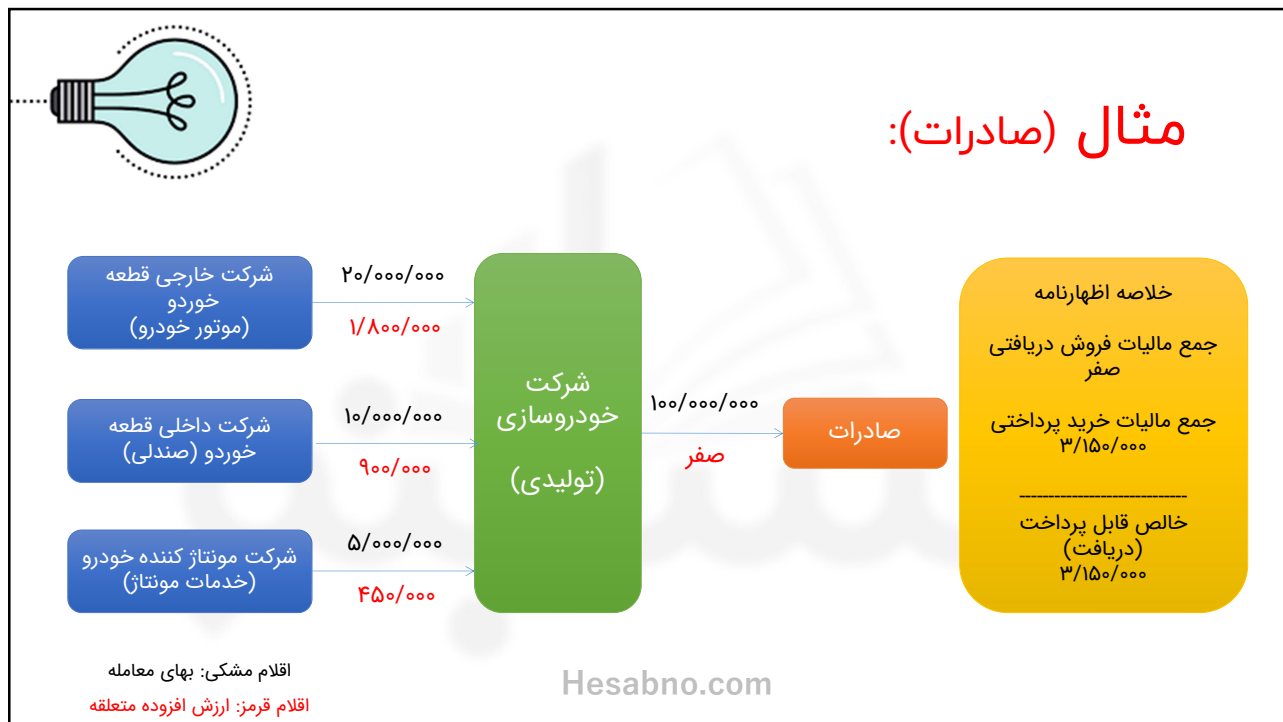 مثال (صادرات):
شرکت خارجی قطعه
خوردو
(موتور خودرو)
۲۰/۰۰۰/۰۰۰
۱/۸۰۰/۰۰۰
شرکت داخلی قطعه
خوردو (صندلی)
۱۰/۰۰۰/۰۰۰
۹۰۰/۰۰۰
شرکت مونتاژ کننده خودرو
(خدمات مونتاژ)
۵/۰۰۰/۰۰۰
۴۵۰/۰۰۰
شرکت
خودروسازی
(تولیدی)
۱۰۰/۰۰۰/۰۰۰
صفر
صادرات
خلاصه اظهارنامه
جمع مالیات فروش دریافتی
صفر
جمع مالیات خرید پرداختی
۳/۱۵۰/۰۰۰
-----------------------------
خالص قابل پرداخت
(دریافت)
۳/۱۵۰/۰۰۰
اقلام مشکی: بهای معامله
اقلام قرمز: ارزش افزوده متعلقه
Hesabno.com